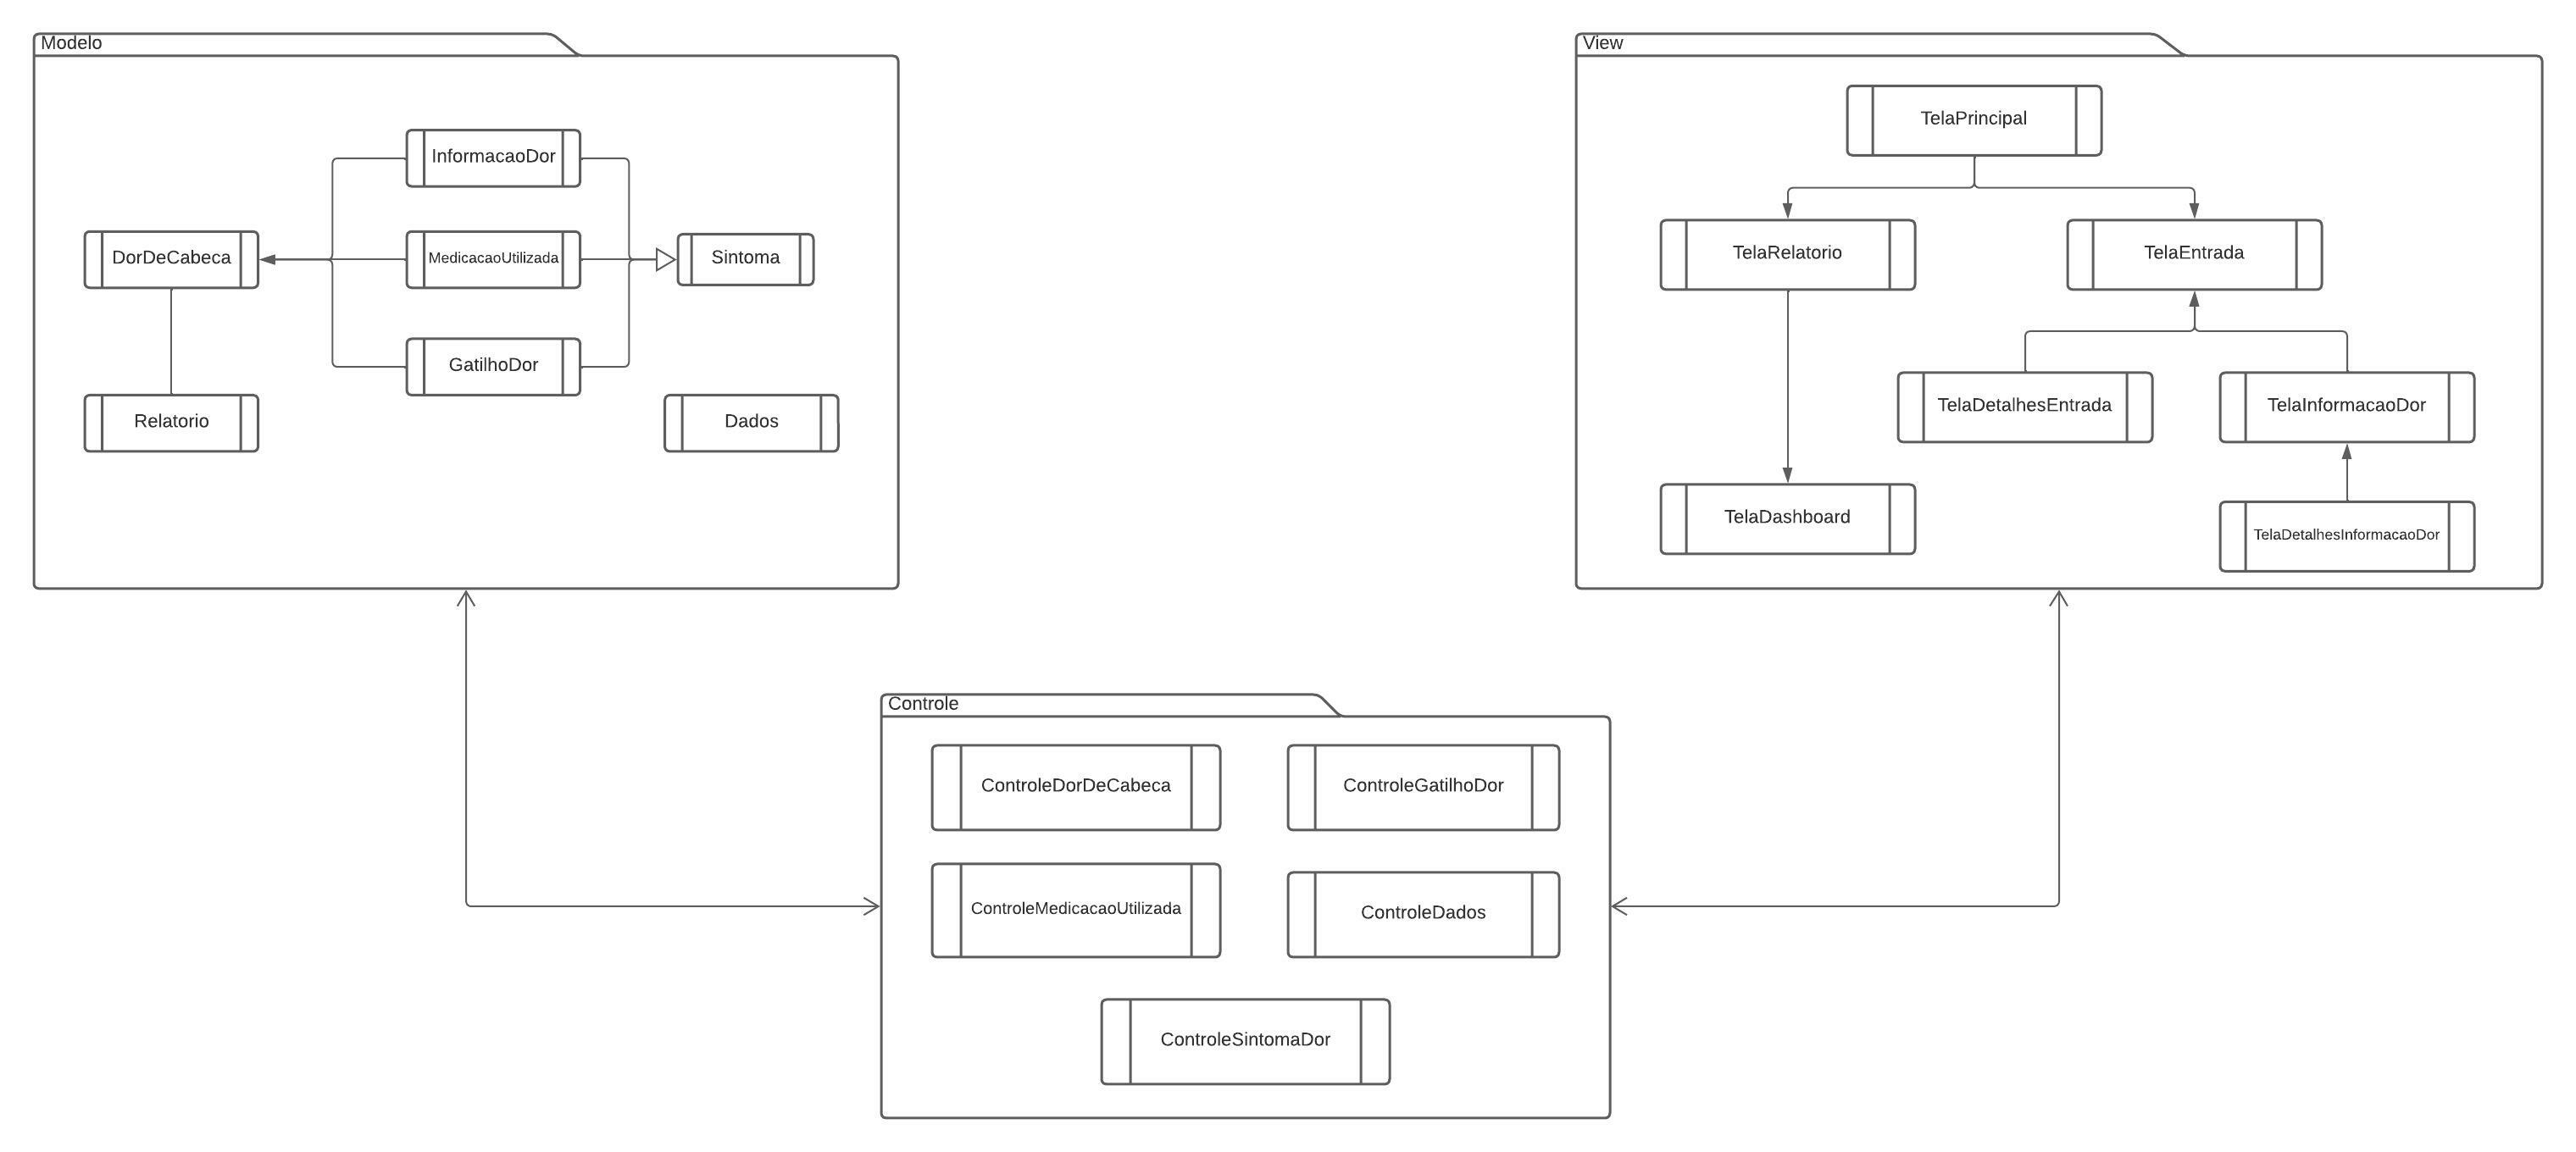 Modelo
InformacaoDor
DorDeCabeca
MedicacaoUtilizada
Sintoma
GatilhoDor
Relatorio
Dados
View
TelaPrincipal
TelaRelatorio
TelaEntrada
TelaDetalhesEntrada
TelaInformacaoDor
TelaDashboard
TelaDetalhesInformacaoDor
Controle
ControleDorDeCabeca
ControleGatilhoDor
ControleMedicacaoUtilizada
ControleDados
ControleSintomaDor